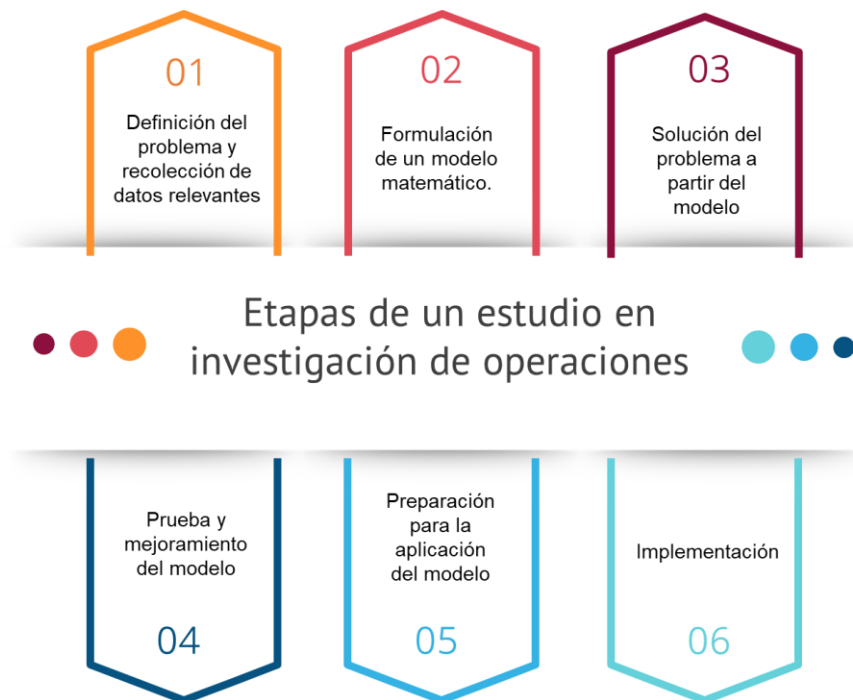 01
Definición del
problema y
recolección de
datos relevantes
02
Formulación
de un modelo
matemático.
03
Solución del
problema a
partir del
modelo
Etapas de un estudio en
investigación de operaciones
Prueba y
mejoramiento
del modelo
04
Preparación
para la
aplicación
del modelo
05
Implementación
06